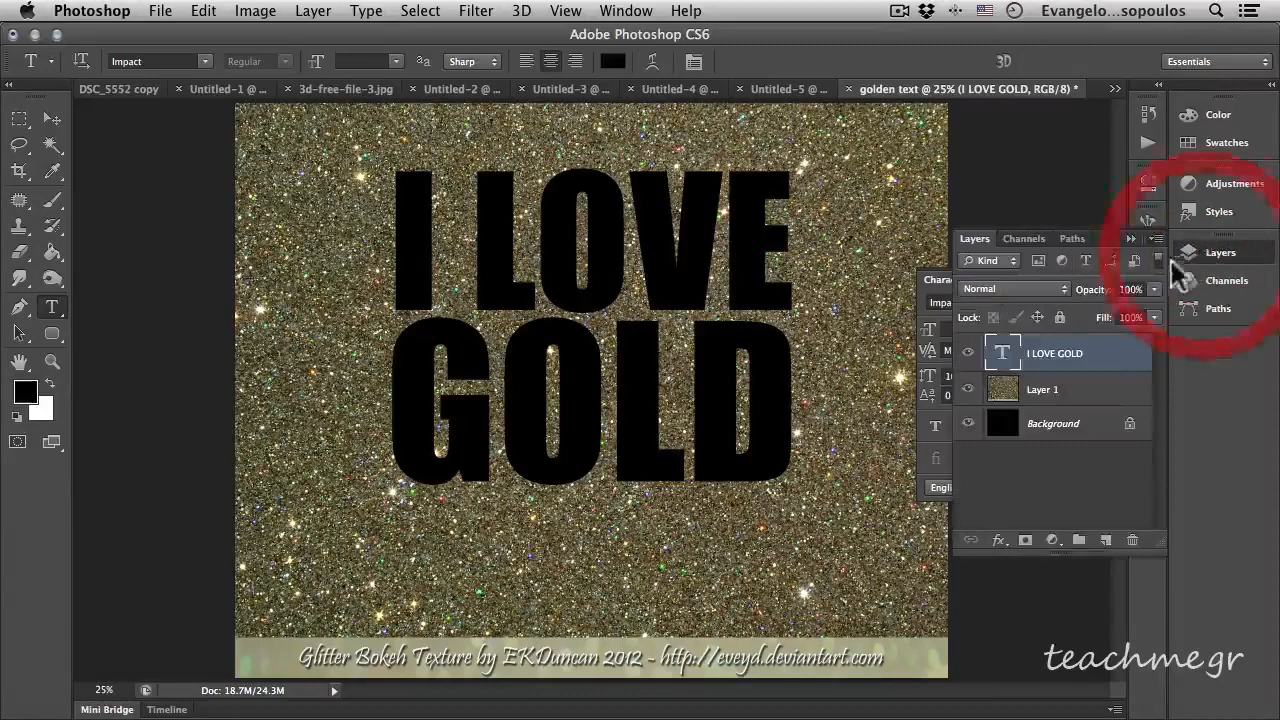 Photoshop File Edit Image Layer Type Select Filter 3D View Window Help Evangelo...sopoulos
Adobe Photoshop CS6
T Impact Regular Sharp 3D Essentials
DSC_5552 copy Untitled-1 @ ... 3d-free-file-3.jpg Untitled-2 @ ... Untitled-3 @ ... Untitled-4 @ ... Untitled-5 @ ... golden text @ 25% (I LOVE GOLD, RGB/8) *
Color
Swatches
Adjustments
Styles
Layers
Channels
Paths
I LOVE
GOLD
Layers Channels Paths
Kind
Normal Opacity: 100%
Lock: Fill: 100%
I LOVE GOLD
Layer 1
Background
Chara
Impa
Engli
Glitter Bokeh Texture by EKDuncan 2012 - http://eveyd.deviantart.com
teachme.gr
25% Doc: 18.7M/24.3M
Mini Bridge Timeline